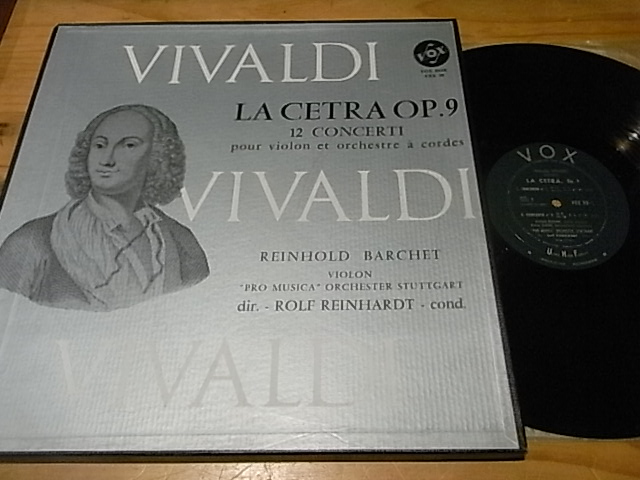 VIVALDI
VOX
LA CETRA OP.9
12 CONCERTI
pour violon et orchestre à cordes
VIVALDI
REINHOLD BARCHET
VIOLON
"PRO MUSICA" ORCHESTER STUTTGART
dir. - ROLF REINHARDT - cond.
VIVALDI
VOX
LA CETRA, Op. 9